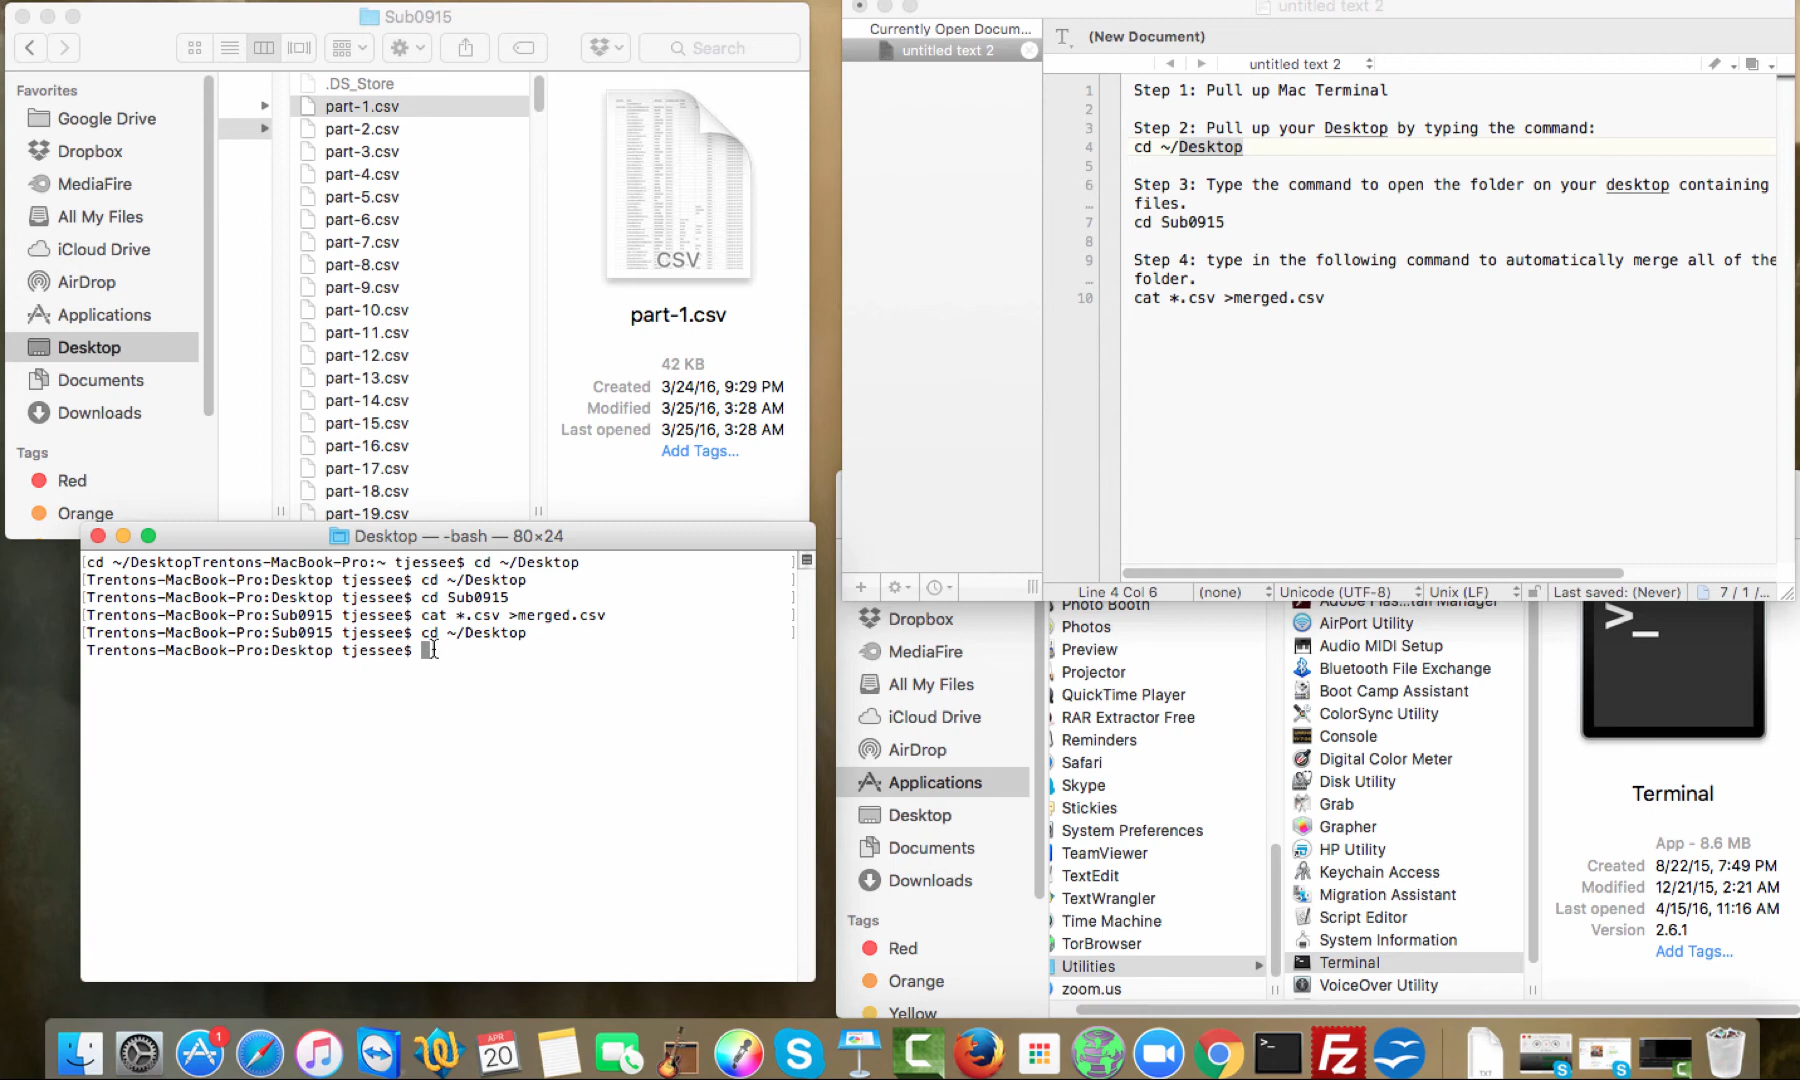 Sub0915
Search
Favorites
Google Drive
Dropbox
MediaFire
All My Files
iCloud Drive
AirDrop
Applications
Desktop
Documents
Downloads
Tags
Red
Orange
.DS_Store
part-1.csv
part-2.csv
part-3.csv
part-4.csv
part-5.csv
part-6.csv
part-7.csv
part-8.csv
part-9.csv
part-10.csv
part-11.csv
part-12.csv
part-13.csv
part-14.csv
part-15.csv
part-16.csv
part-17.csv
part-18.csv
part-19.csv
CSV
part-1.csv
42 KB
Created 3/24/16, 9:29 PM
Modified 3/25/16, 3:28 AM
Last opened 3/25/16, 3:28 AM
Add Tags...
untitled text 2
Currently Open Docum...
untitled text 2
(New Document)
untitled text 2
1 Step 1: Pull up Mac Terminal
2
3 Step 2: Pull up your Desktop by typing the command:
4 cd ~/Desktop
5
6 Step 3: Type the command to open the folder on your desktop containing
… files.
7 cd Sub0915
8
9 Step 4: type in the following command to automatically merge all of the
… folder.
10 cat *.csv >merged.csv
Line 4 Col 6
(none)
Unicode (UTF-8)
Unix (LF)
Last saved: (Never)
7 / 1 /...
Desktop — -bash — 80×24
[cd ~/DesktopTrentons-MacBook-Pro:~ tjessee$ cd ~/Desktop ]
[Trentons-MacBook-Pro:Desktop tjessee$ cd ~/Desktop ]
[Trentons-MacBook-Pro:Desktop tjessee$ cd Sub0915 ]
[Trentons-MacBook-Pro:Sub0915 tjessee$ cat *.csv >merged.csv ]
[Trentons-MacBook-Pro:Sub0915 tjessee$ cd ~/Desktop ]
Trentons-MacBook-Pro:Desktop tjessee$
Dropbox
MediaFire
All My Files
iCloud Drive
AirDrop
Applications
Desktop
Documents
Downloads
Tags
Red
Orange
Yellow
Photo Booth
Photos
Preview
Projector
QuickTime Player
RAR Extractor Free
Reminders
Safari
Skype
Stickies
System Preferences
TeamViewer
TextEdit
TextWrangler
Time Machine
TorBrowser
Utilities
zoom.us
AirPort Utility
Audio MIDI Setup
Bluetooth File Exchange
Boot Camp Assistant
ColorSync Utility
Console
Digital Color Meter
Disk Utility
Grab
Grapher
HP Utility
Keychain Access
Migration Assistant
Script Editor
System Information
Terminal
VoiceOver Utility
>_
Terminal
App - 8.6 MB
Created 8/22/15, 7:49 PM
Modified 12/21/15, 2:21 AM
Last opened 4/15/16, 11:16 AM
Version 2.6.1
Add Tags...
1
APR
20
TXT